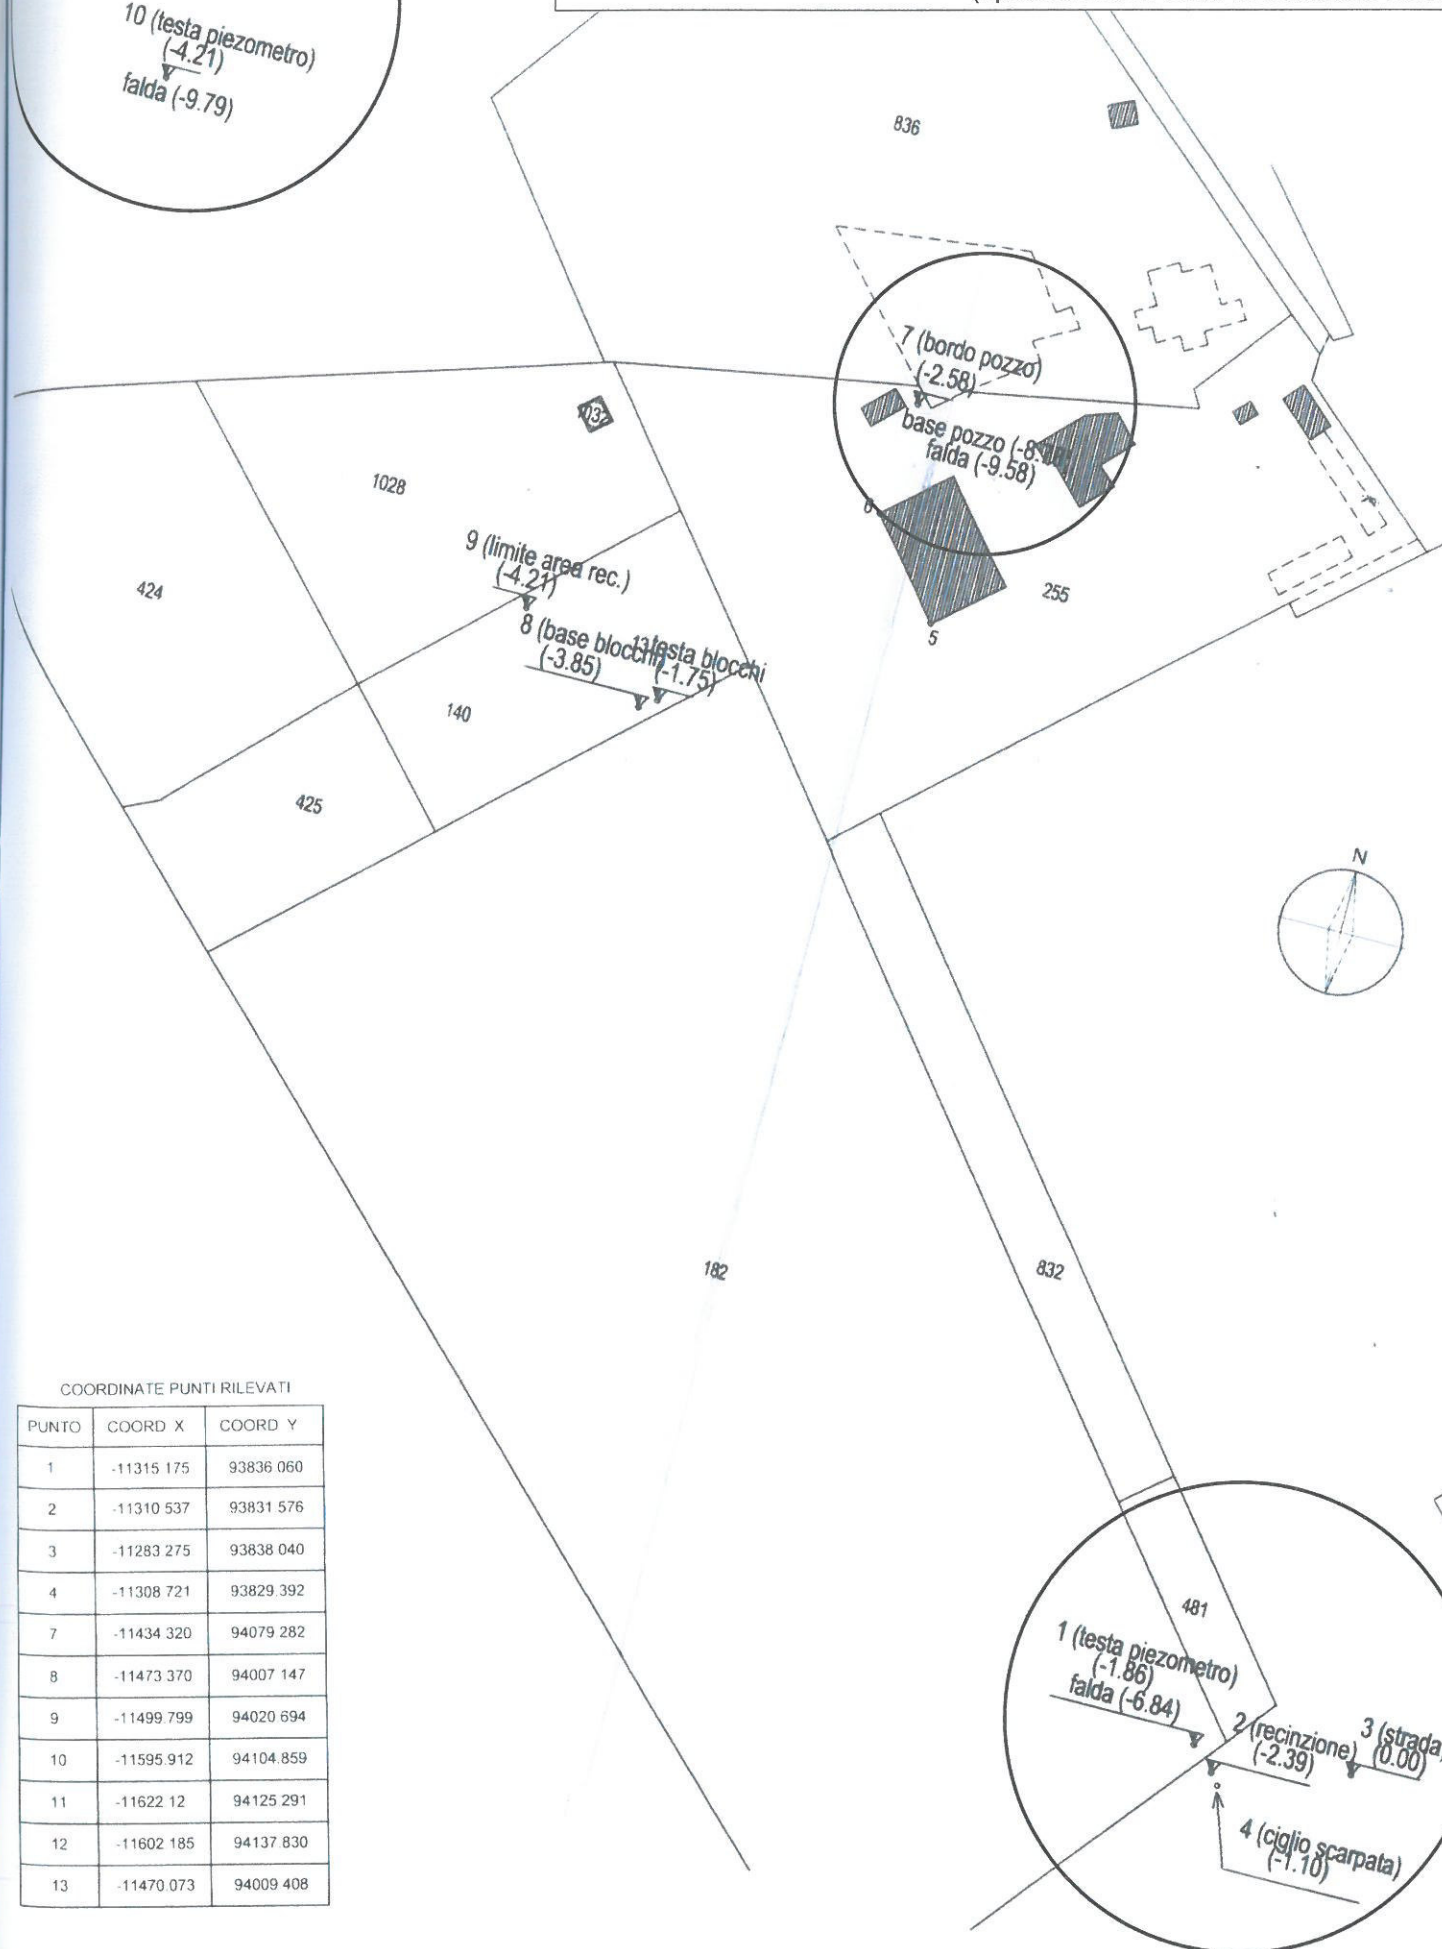 10 (testa piezometro)
(-4.21)
falda (-9.79)
836
7 (bordo pozzo)
(-2.58)
base pozzo
falda (-9.58)
6
255
5
1028
424
9 (limite area rec.)
(-4.21)
8 (base blocchi)
(-3.85)
13 testa blocchi
(-1.75)
140
425
N
182
832
481
1 (testa piezometro)
(-1.86)
falda (-6.84)
2 (recinzione)
(-2.39)
3 (strada)
(0.00)
4 (ciglio scarpata)
(-1.10)
COORDINATE PUNTI RILEVATI
PUNTO COORD X COORD Y
1 -11315 175 93836 060
2 -11310 537 93831 576
3 -11283 275 93838 040
4 -11308 721 93829.392
7 -11434 320 94079 282
8 -11473 370 94007 147
9 -11499.799 94020 694
10 -11595.912 94104.859
11 -11622 12 94125 291
12 -11602 185 94137 830
13 -11470.073 94009 408